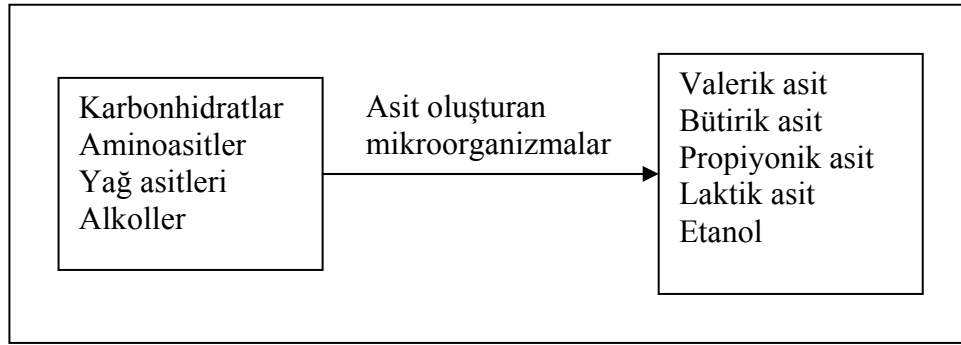 Karbonhidratlar
Aminoasitler
Yağ asitleri
Alkoller
Asit oluşturan
mikroorganizmalar
Valerik asit
Bütirik asit
Propiyonik asit
Laktik asit
Etanol